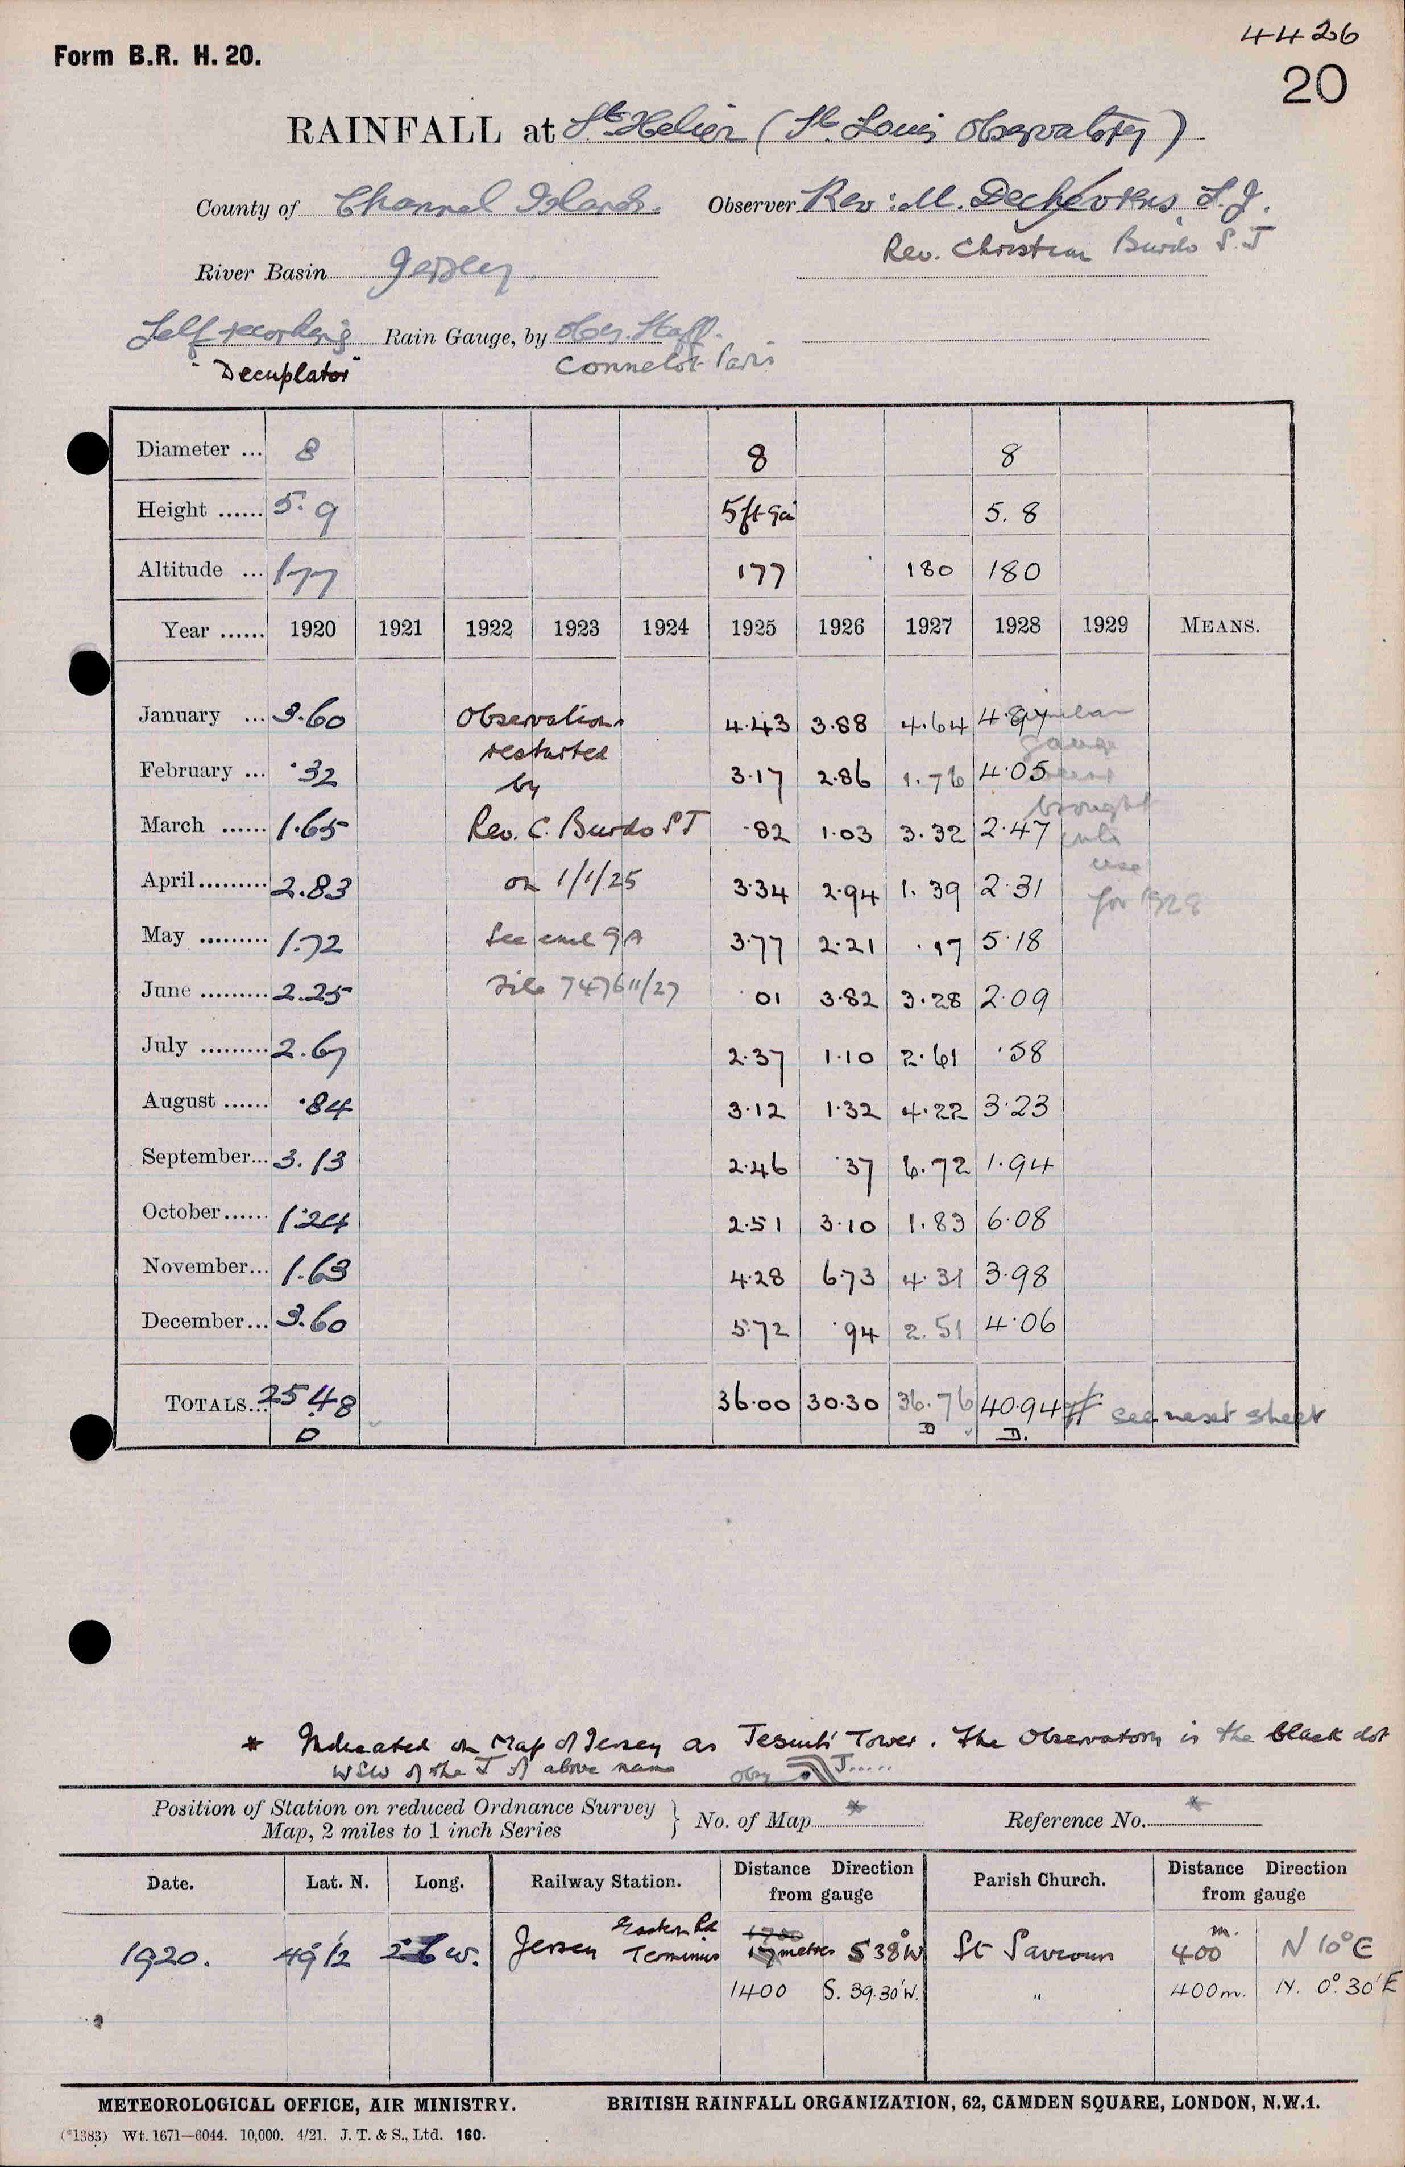 4426
Form B.R. H. 20.
20
RAINFALL at St. Helier (St. Louis Observatory)
County of Channel Islands. Observer Rev: M. Dechevrens, S.J.
Rev. Christian Burdo S.J
River Basin Jersey
Self recording Rain Gauge, by Obsy. Staff.
"Decuplator" Paris
Diameter ... 8 8 8
Height ...... 5. 9 5ft 9in 5. 8
Altitude ... 177 177 180 180
Year ...... 1920 1921 1922 1923 1924 1925 1926 1927 1928 1929 MEANS.
January ... 3.60 Observations 4.43 3.88 4.64 4.97 similar
restarted gauge
February ... .32 by 3.17 2.86 1.76 4.05
brought
March ...... 1.65 Rev. C. Burdo SJ .82 1.03 3.32 2.47 into
use
April ......... 2.83 on 1/1/25 3.34 2.94 1.39 2.31 for 1928
May ......... 1.72 See encl 9A 3.77 2.21 .17 5.18
June ......... 2.25 File 747611/27 .01 3.82 3.28 2.09
July ......... 2.67 2.37 1.10 2.61 .58
August ...... .84 3.12 1.32 4.22 3.23
September... 3.13 2.46 .37 6.72 1.94
October ...... 1.24 2.51 3.10 1.83 6.08
November... 1.63 4.28 6.73 4.31 3.98
December... 3.60 5.72 .94 2.51 4.06
TOTALS... 25.48 36.00 30.30 36.76 40.94 # see next sheet
D D D.
* Indicated on Map of Jersey as Jesuits' Tower. The Observatory is the black dot
WSW of the J of above name Obsy J.....
Position of Station on reduced Ordnance Survey Map, 2 miles to 1 inch Series } No. of Map * Reference No. *
Date. Lat. N. Long. Railway Station. Distance Direction from gauge Parish Church. Distance Direction from gauge
1920. 49° 12' W. Jersey Eastern Rd Terminus metres S 38° W St Saviours 400 m. N 10° E
1400 S. 39.30' W. " 400m. N. 0° 30' E
METEOROLOGICAL OFFICE, AIR MINISTRY. BRITISH RAINFALL ORGANIZATION, 62, CAMDEN SQUARE, LONDON, N.W.1.
(*1383) Wt. 1671—6044. 10,000. 4/21. J. T. & S., Ltd. 160.